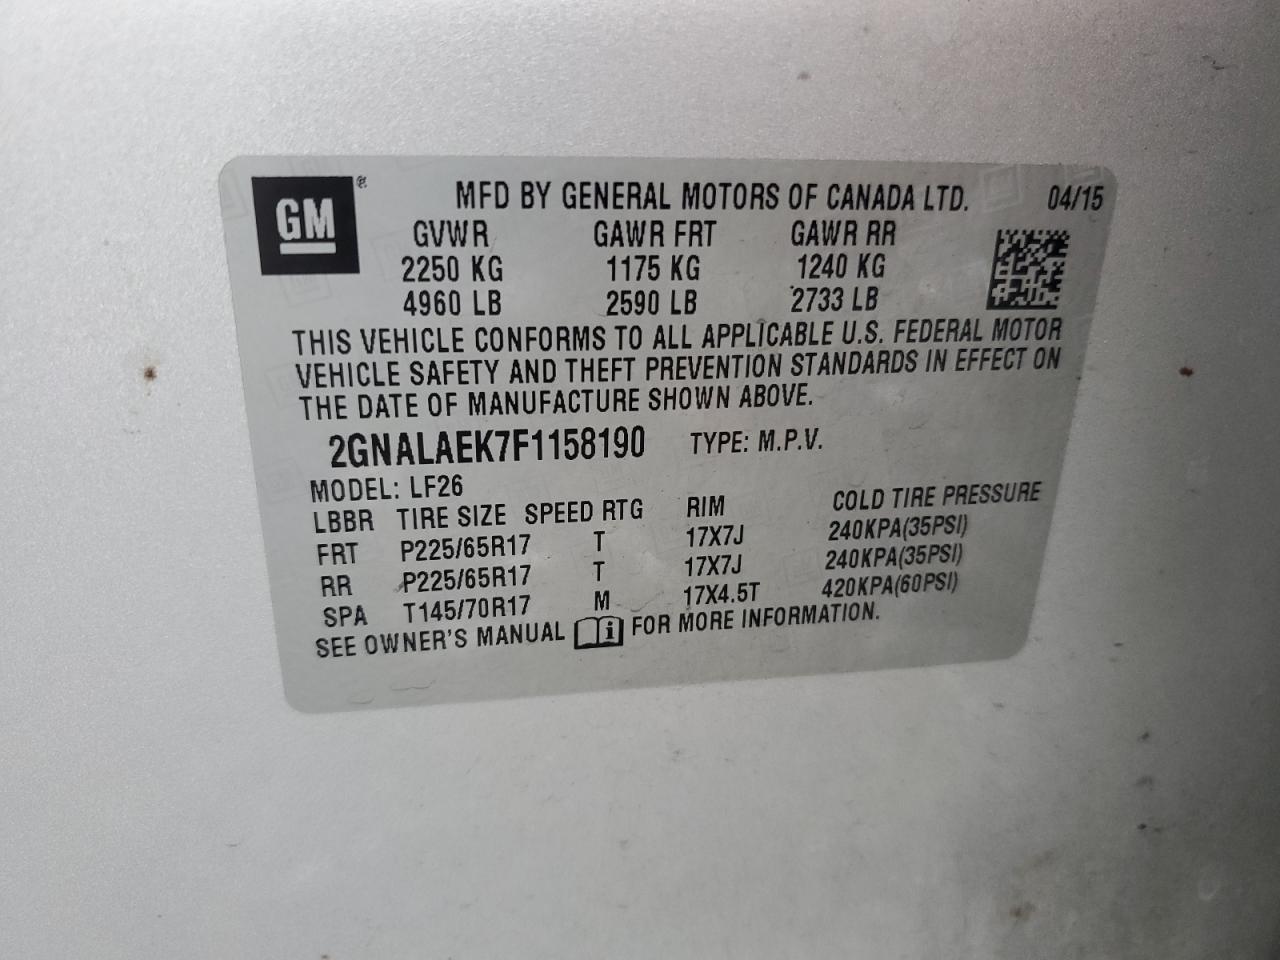 GM®
MFD BY GENERAL MOTORS OF CANADA LTD. 04/15
GVWR GAWR FRT GAWR RR
2250 KG 1175 KG 1240 KG
4960 LB 2590 LB 2733 LB
THIS VEHICLE CONFORMS TO ALL APPLICABLE U.S. FEDERAL MOTOR
VEHICLE SAFETY AND THEFT PREVENTION STANDARDS IN EFFECT ON
THE DATE OF MANUFACTURE SHOWN ABOVE.
2GNALAEK7F1158190 TYPE: M.P.V.
MODEL: LF26
LBBR TIRE SIZE SPEED RTG RIM COLD TIRE PRESSURE
FRT P225/65R17 T 17X7J 240KPA(35PSI)
RR P225/65R17 T 17X7J 240KPA(35PSI)
SPA T145/70R17 M 17X4.5T 420KPA(60PSI)
SEE OWNER'S MANUAL i FOR MORE INFORMATION.